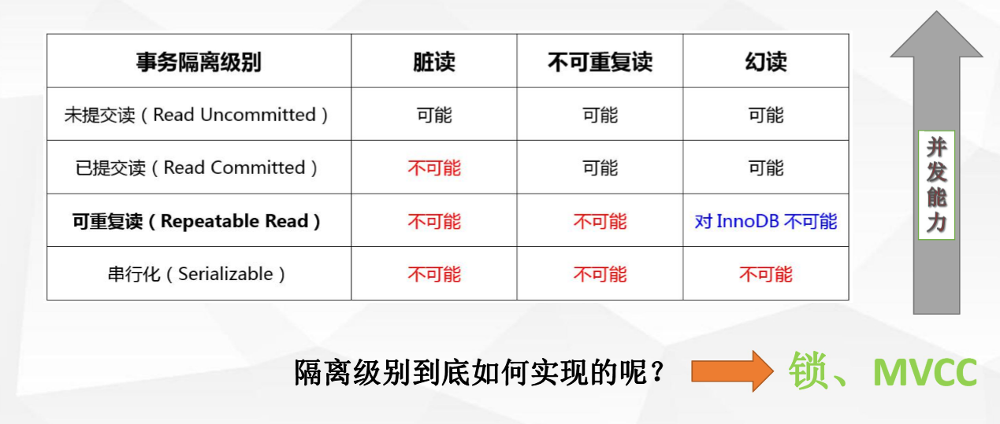 事务隔离级别 脏读 不可重复读 幻读
未提交读（Read Uncommitted） 可能 可能 可能
已提交读（Read Committed） 不可能 可能 可能
可重复读（Repeatable Read） 不可能 不可能 对 InnoDB 不可能
串行化（Serializable） 不可能 不可能 不可能
并发能力
隔离级别到底如何实现的呢？ 锁、MVCC